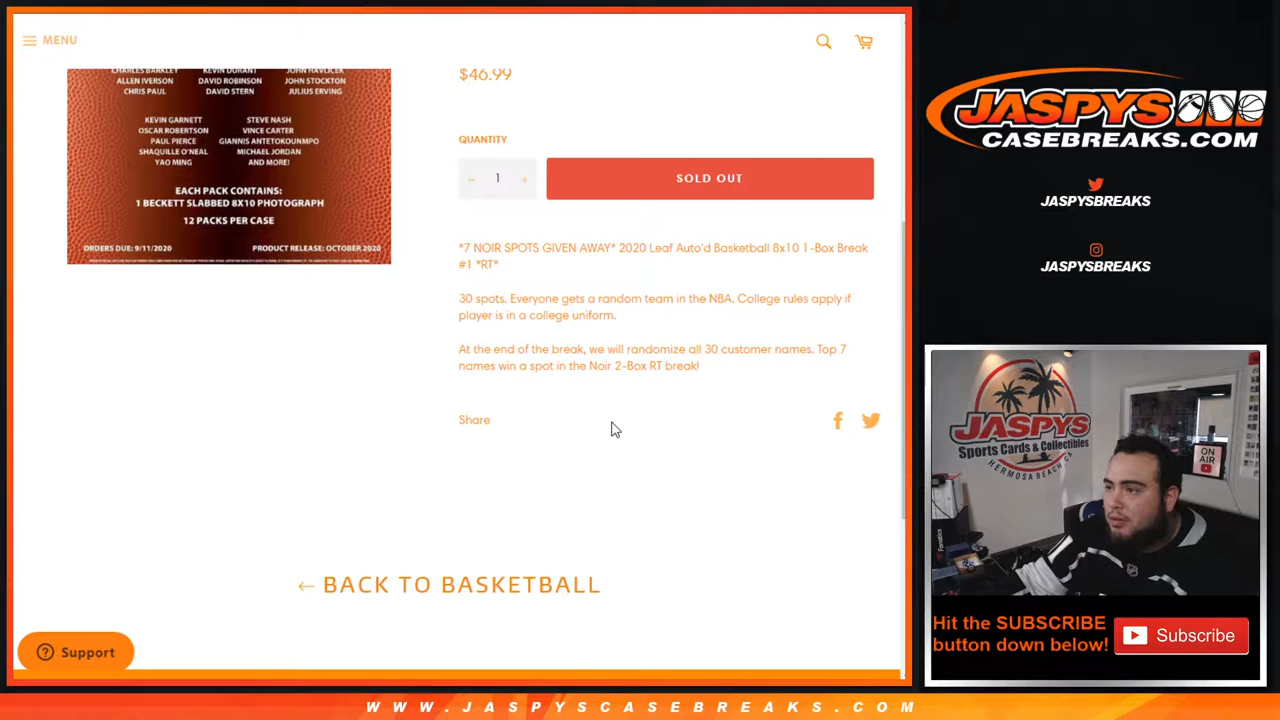 MENU
$46.99
CHARLES BARKLEY KEVIN DURANT JOHN HAVLICEK
ALLEN IVERSON DAVID ROBINSON JOHN STOCKTON
CHRIS PAUL DAVID STERN JULIUS ERVING
KEVIN GARNETT STEVE NASH
OSCAR ROBERTSON VINCE CARTER
PAUL PIERCE GIANNIS ANTETOKOUNMPO
SHAQUILLE O'NEAL MICHAEL JORDAN
YAO MING AND MORE!
EACH PACK CONTAINS:
1 BECKETT SLABBED 8X10 PHOTOGRAPH
12 PACKS PER CASE
ORDERS DUE: 9/11/2020 PRODUCT RELEASE: OCTOBER 2020
QUANTITY
− 1 +
SOLD OUT
*7 NOIR SPOTS GIVEN AWAY* 2020 Leaf Auto'd Basketball 8x10 1-Box Break
#1 *RT*
30 spots. Everyone gets a random team in the NBA. College rules apply if
player is in a college uniform.
At the end of the break, we will randomize all 30 customer names. Top 7
names win a spot in the Noir 2-Box RT break!
Share
← BACK TO BASKETBALL
Support
JASPYS
CASEBREAKS.COM
JASPYSBREAKS
JASPYSBREAKS
JASPYS
Sports Cards & Collectibles
HERMOSA BEACH CA
ON
AIR
Fanatics
Hit the SUBSCRIBE
button down below!
Subscribe
WWW.JASPYSCASEBREAKS.COM